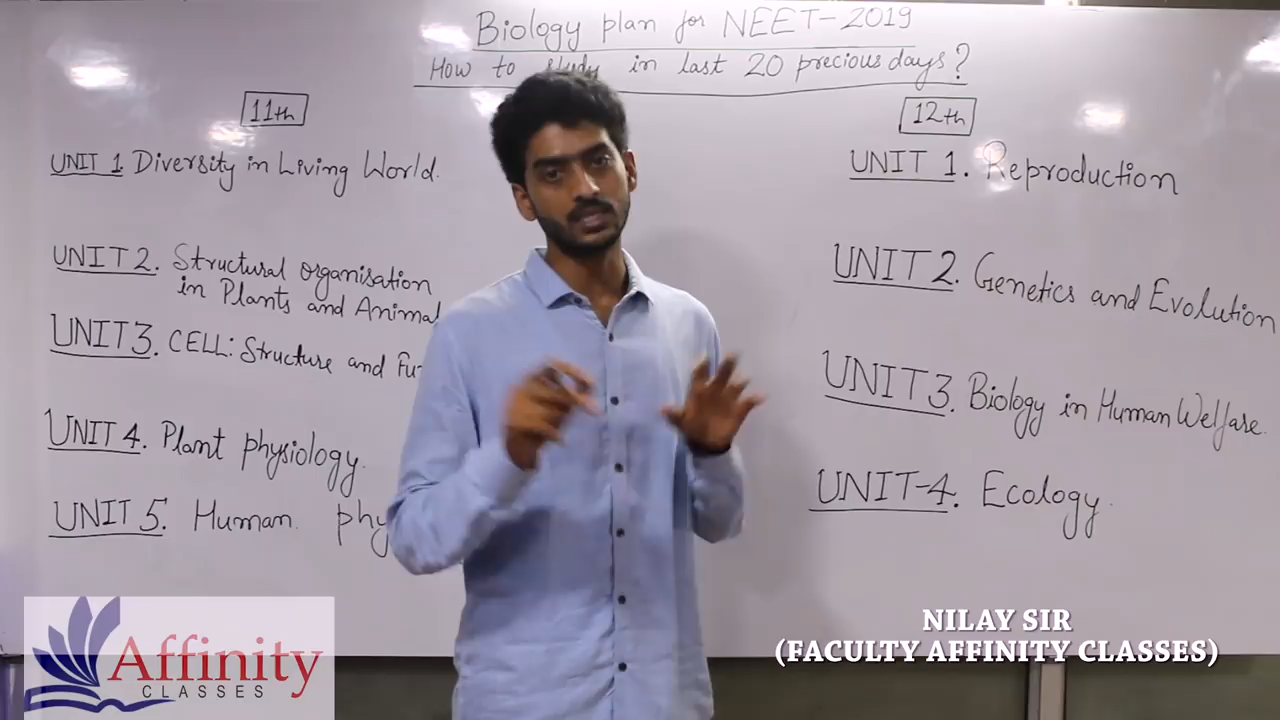 Biology plan for NEET-2019
How to study in last 20 precious days?
11th
UNIT 1 Diversity in Living World.
UNIT 2. Structural organisation
in Plants and Animal
UNIT 3. CELL: Structure and Fu
UNIT 4. Plant physiology.
UNIT 5. Human phy
12th
UNIT 1. Reproduction
UNIT 2. Genetics and Evolution
UNIT 3. Biology in Human Welfare.
UNIT-4. Ecology.
Affinity
CLASSES
NILAY SIR
(FACULTY AFFINITY CLASSES)